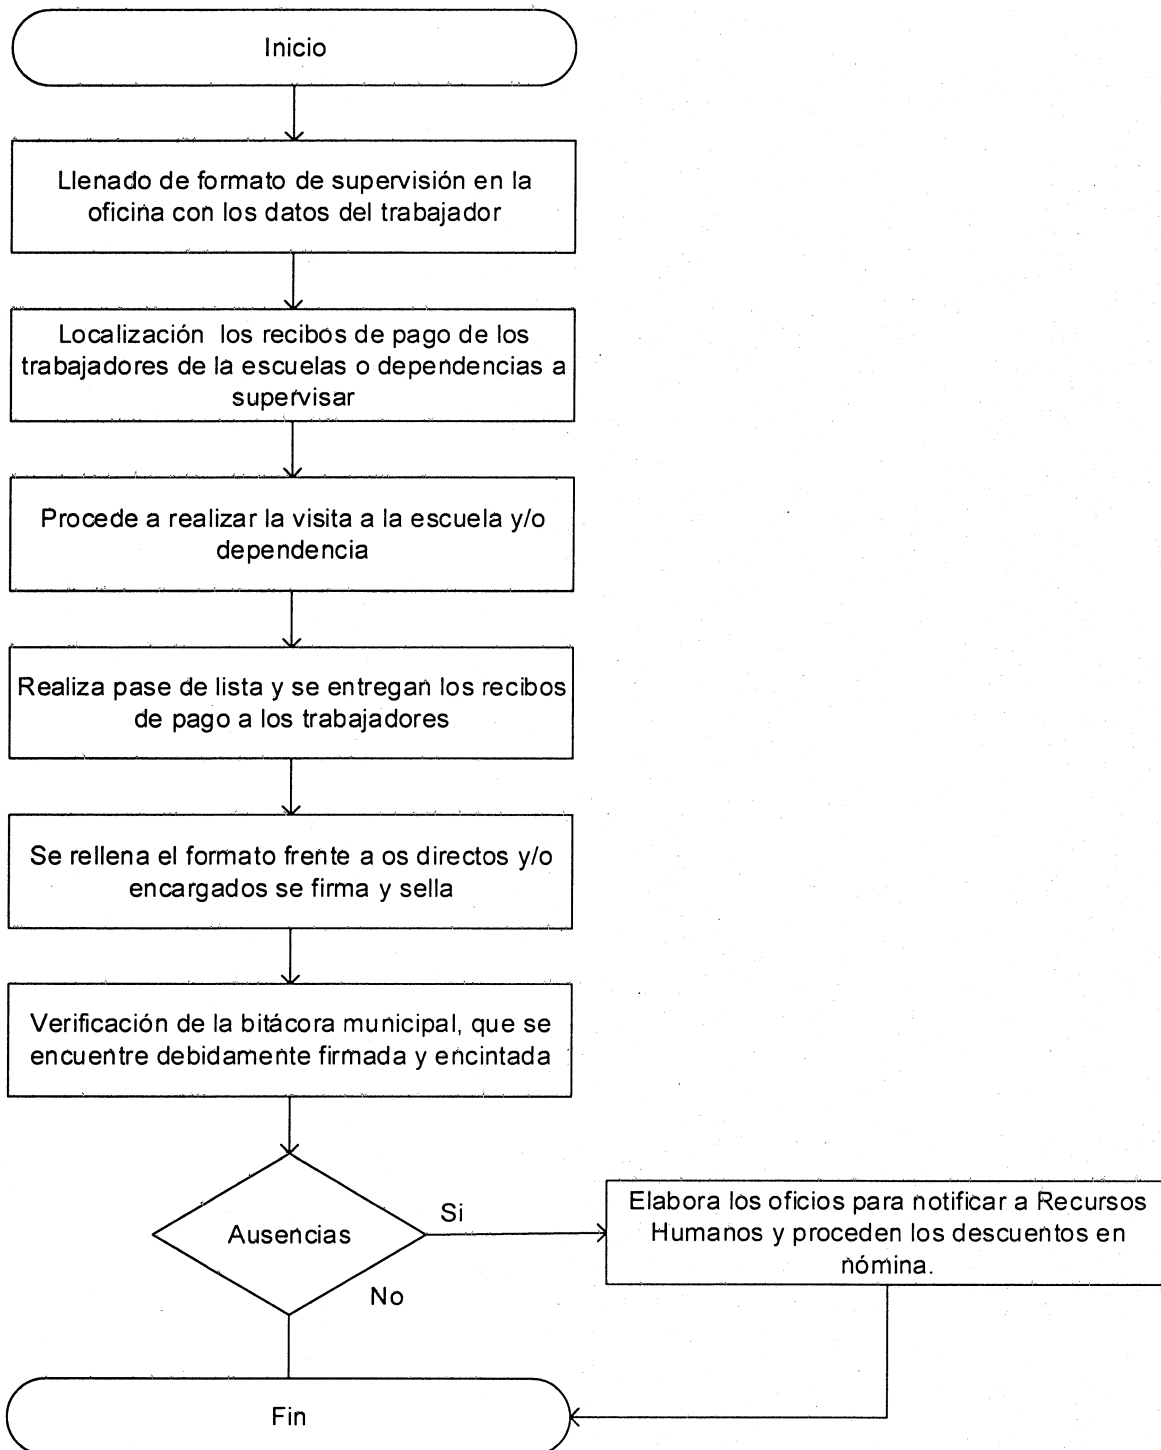 Inicio
Llenado de formato de supervisión en la
oficina con los datos del trabajador
Localización los recibos de pago de los
trabajadores de la escuelas o dependencias a
supervisar
Procede a realizar la visita a la escuela y/o
dependencia
Realiza pase de lista y se entregan los recibos
de pago a los trabajadores
Se rellena el formato frente a os directos y/o
encargados se firma y sella
Verificación de la bitácora municipal, que se
encuentre debidamente firmada y encintada
Ausencias
Si
Elabora los oficios para notificar a Recursos
Humanos y proceden los descuentos en
nómina.
No
Fin